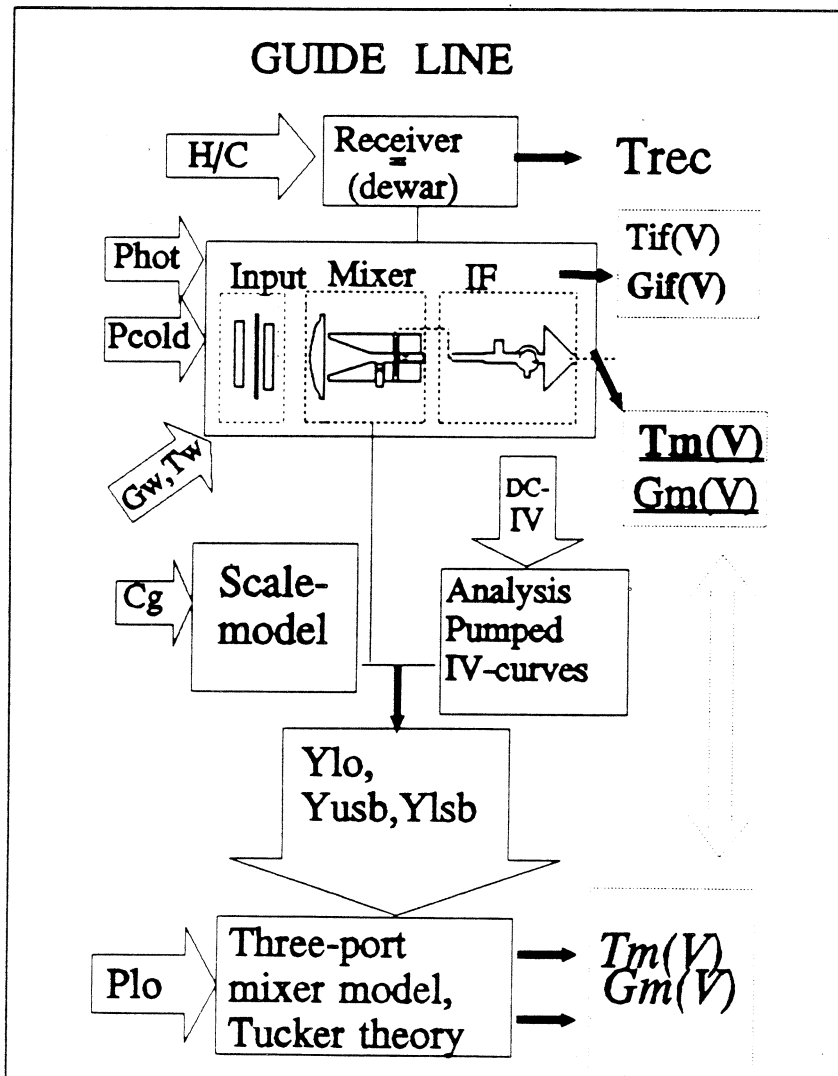 GUIDE LINE
H/C
Receiver
=
(dewar)
Trec
Phot
Pcold
Input Mixer IF
Tif(V)
Gif(V)
Tm(V)
Gm(V)
Gw, Tw
DC-
IV
Cg
Scale-
model
Analysis
Pumped
IV-curves
Ylo,
Yusb, Ylsb
Plo
Three-port
mixer model,
Tucker theory
Tm(V)
Gm(V)